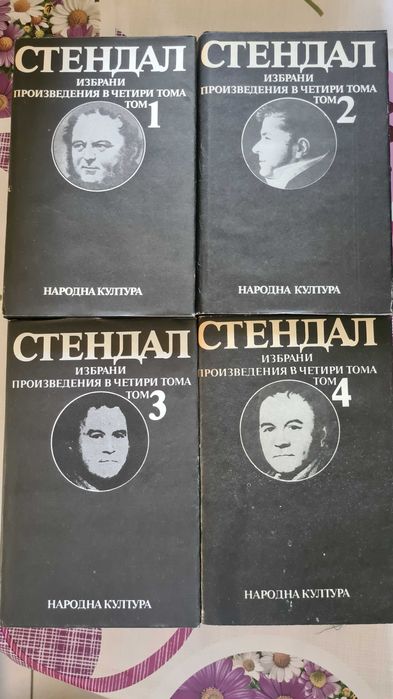 СТЕНДАЛ
ИЗБРАНИ
ПРОИЗВЕДЕНИЯ В ЧЕТИРИ ТОМА
ТОМ 1
НАРОДНА КУЛТУРА
СТЕНДАЛ
ИЗБРАНИ
ПРОИЗВЕДЕНИЯ В ЧЕТИРИ ТОМА
ТОМ 2
НАРОДНА КУЛТУРА
СТЕНДАЛ
ИЗБРАНИ
ПРОИЗВЕДЕНИЯ В ЧЕТИРИ ТОМА
ТОМ 3
НАРОДНА КУЛТУРА
СТЕНДАЛ
ИЗБРАНИ
ПРОИЗВЕДЕНИЯ В ЧЕТИРИ ТОМА
ТОМ 4
НАРОДНА КУЛТУРА